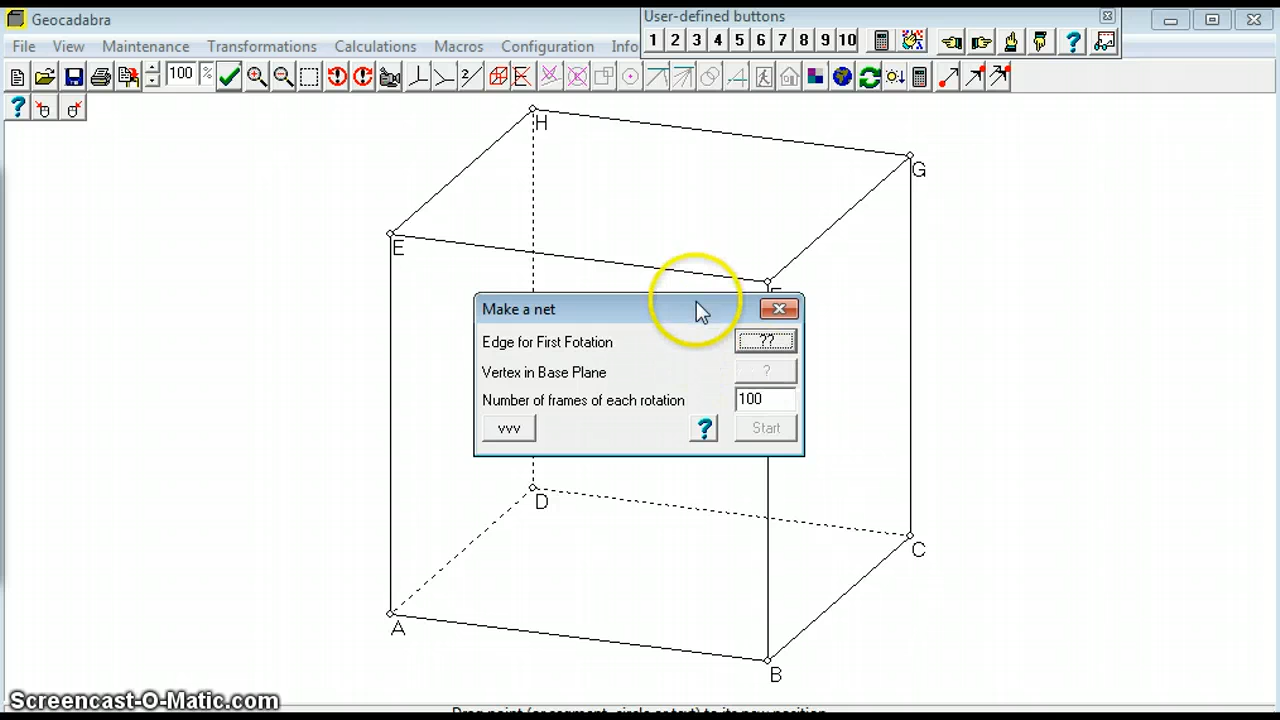 Geocadabra
User-defined buttons
1 2 3 4 5 6 7 8 9 10 ?
File View Maintenance Transformations Calculations Macros Configuration Info
100 %
?
H
G
E
Make a net
Edge for First Fotation ??
Vertex in Base Plane ?
Number of frames of each rotation 100
vvv ? Start
D
C
A
B
Screencast-O-Matic.com